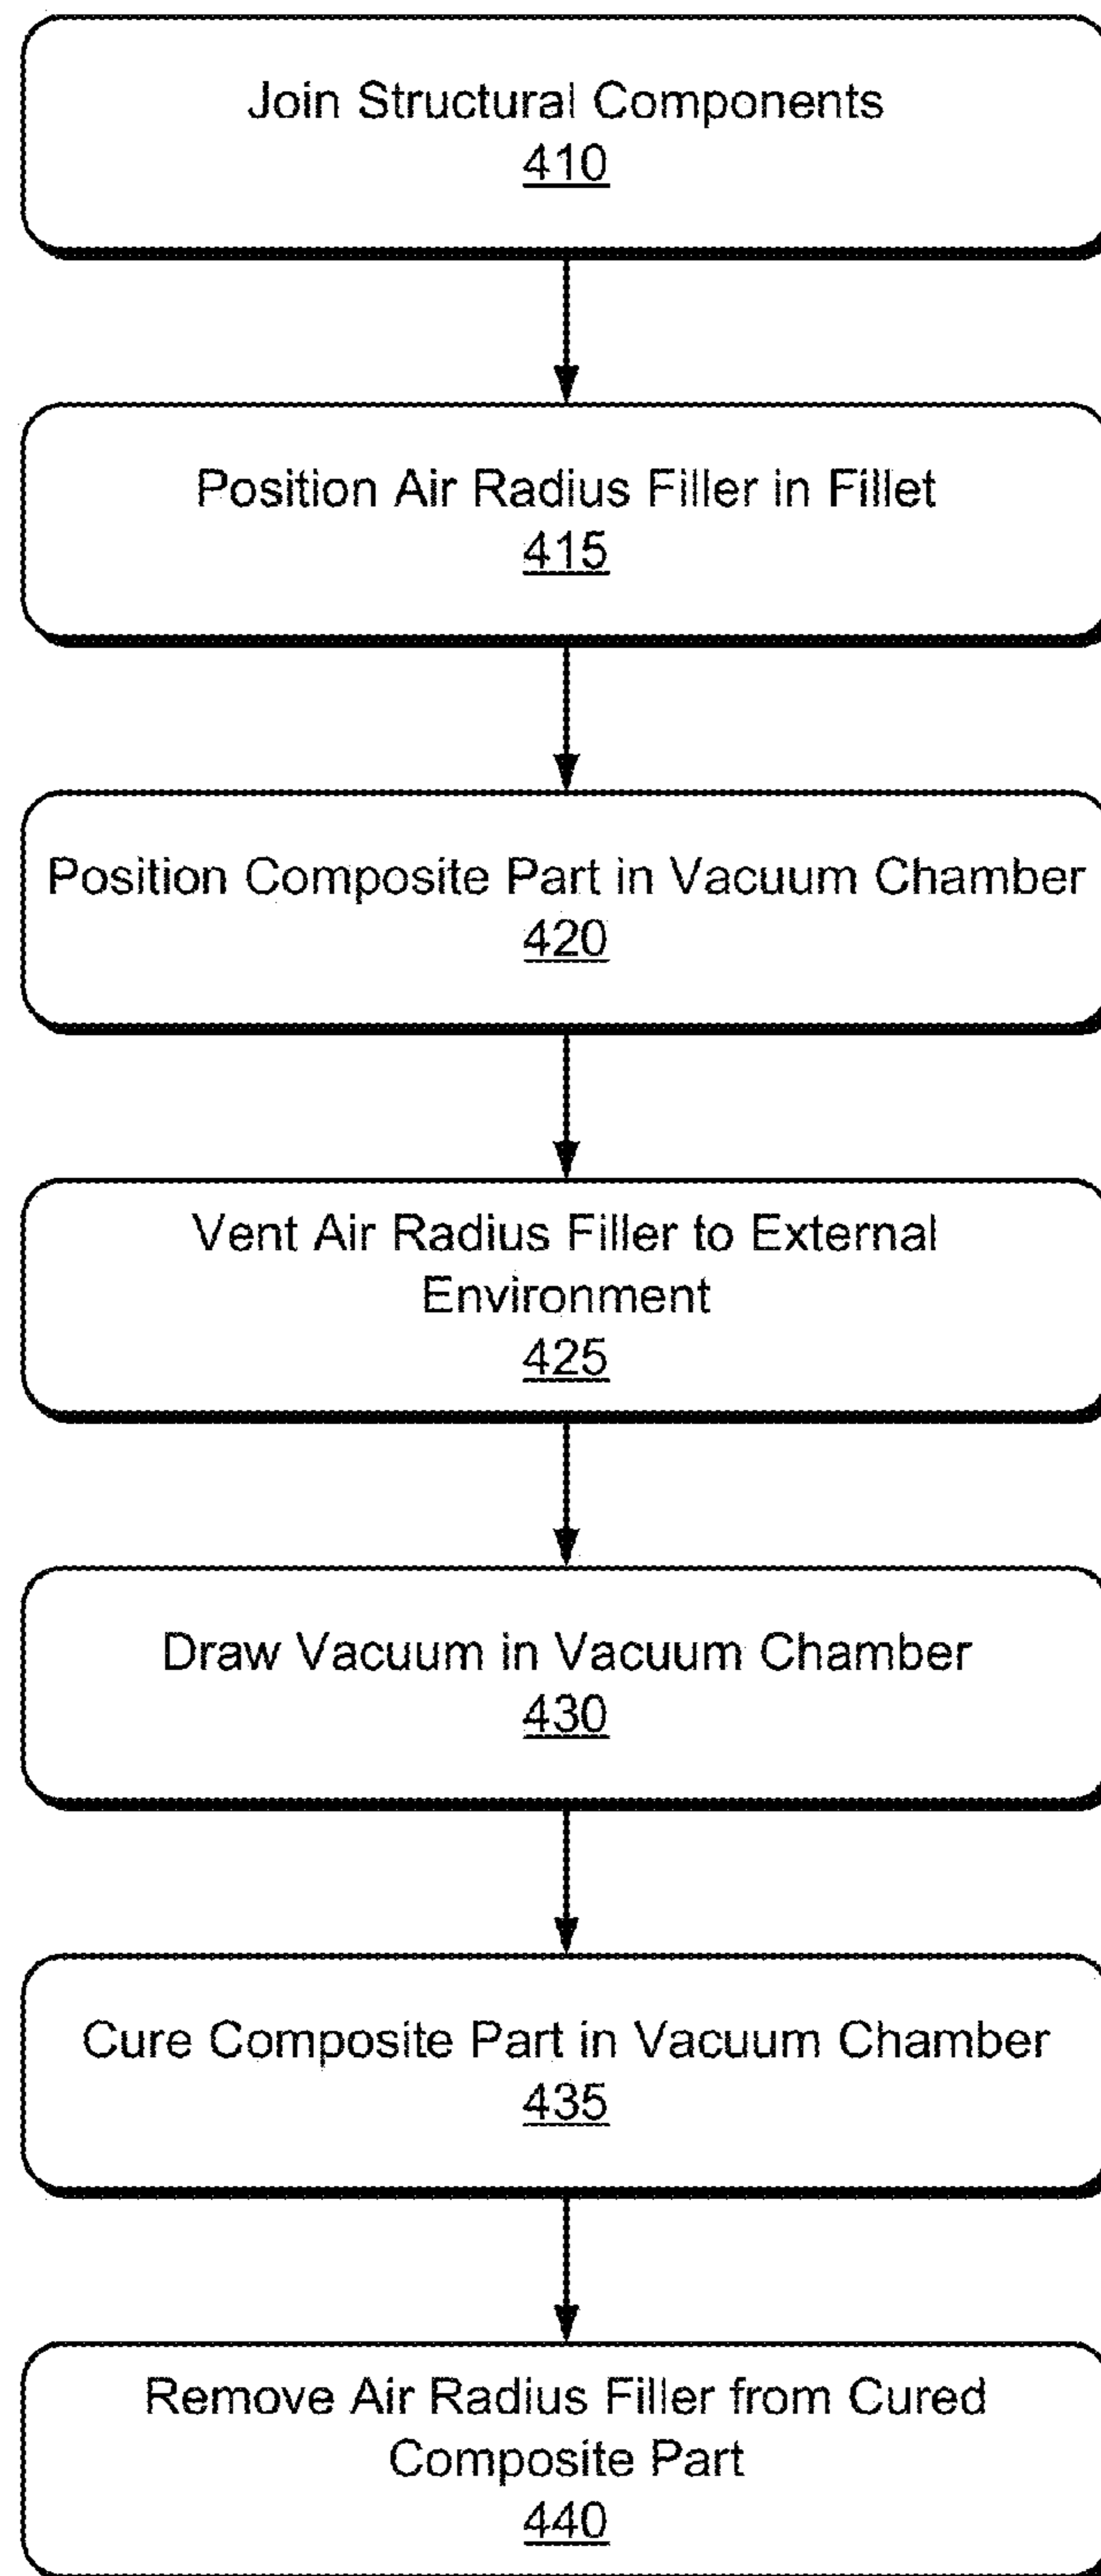 Join Structural Components
410
Position Air Radius Filler in Fillet
415
Position Composite Part in Vacuum Chamber
420
Vent Air Radius Filler to External
Environment
425
Draw Vacuum in Vacuum Chamber
430
Cure Composite Part in Vacuum Chamber
435
Remove Air Radius Filler from Cured
Composite Part
440